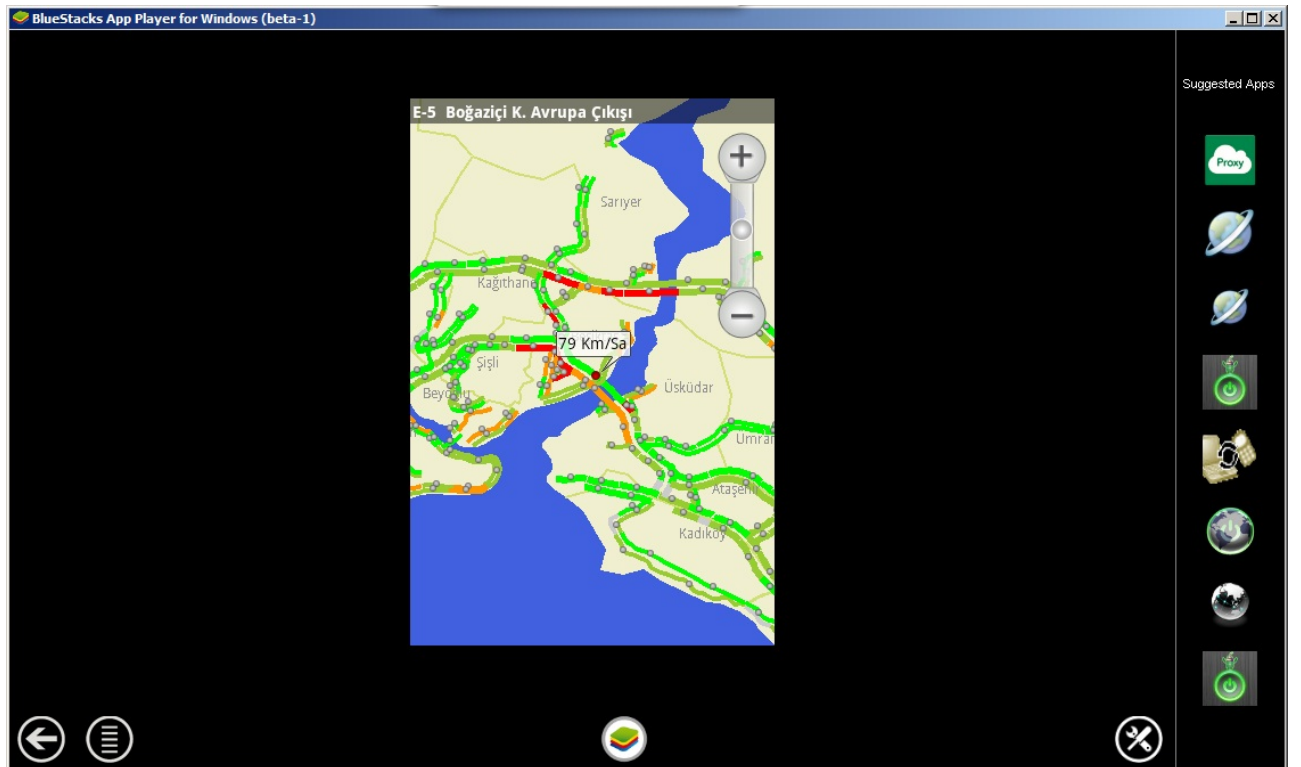 BlueStacks App Player for Windows (beta-1)
Suggested Apps
E-5 Boğaziçi K. Avrupa Çıkışı
Proxy
Sarıyer
Kağıthane
79 Km/Sa
Şişli
Üsküdar
Ataşehir
Kadıköy